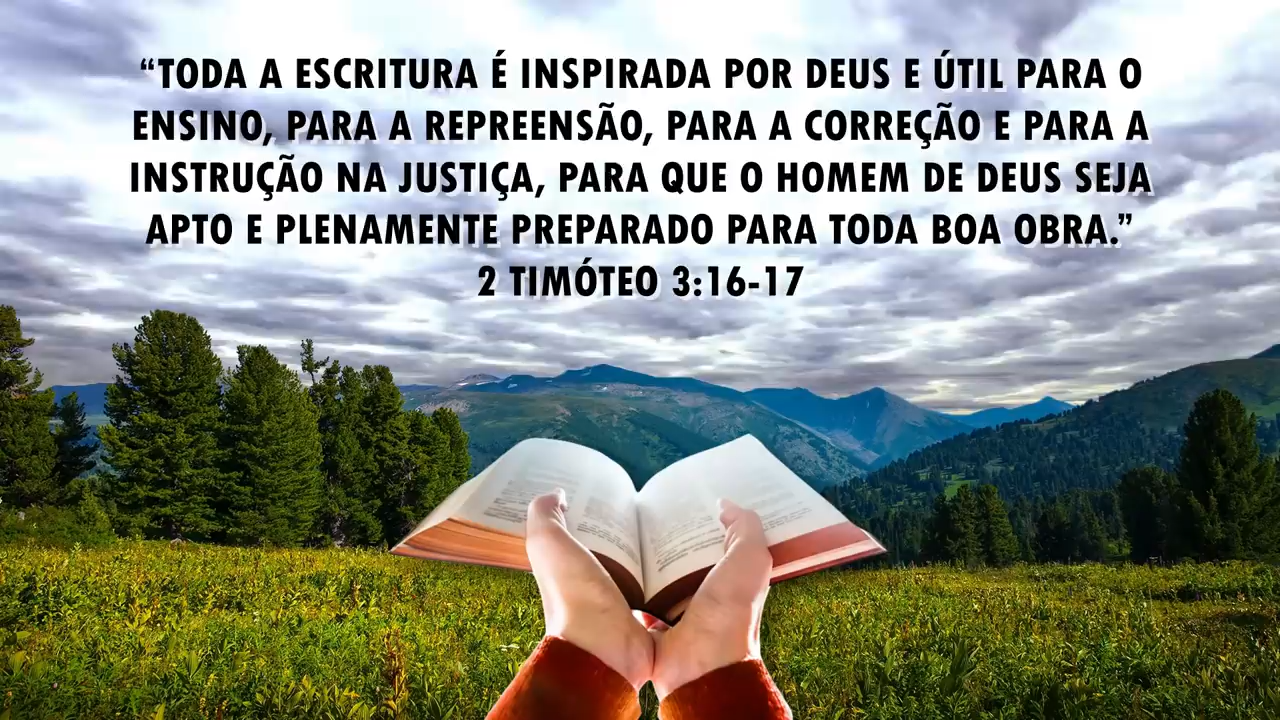 “TODA A ESCRITURA É INSPIRADA POR DEUS E ÚTIL PARA O
ENSINO, PARA A REPREENSÃO, PARA A CORREÇÃO E PARA A
INSTRUÇÃO NA JUSTIÇA, PARA QUE O HOMEM DE DEUS SEJA
APTO E PLENAMENTE PREPARADO PARA TODA BOA OBRA.”
2 TIMÓTEO 3:16-17